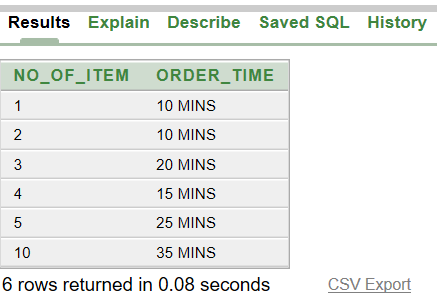 Results Explain Describe Saved SQL History
NO_OF_ITEM ORDER_TIME
1 10 MINS
2 10 MINS
3 20 MINS
4 15 MINS
5 25 MINS
10 35 MINS
6 rows returned in 0.08 seconds CSV Export